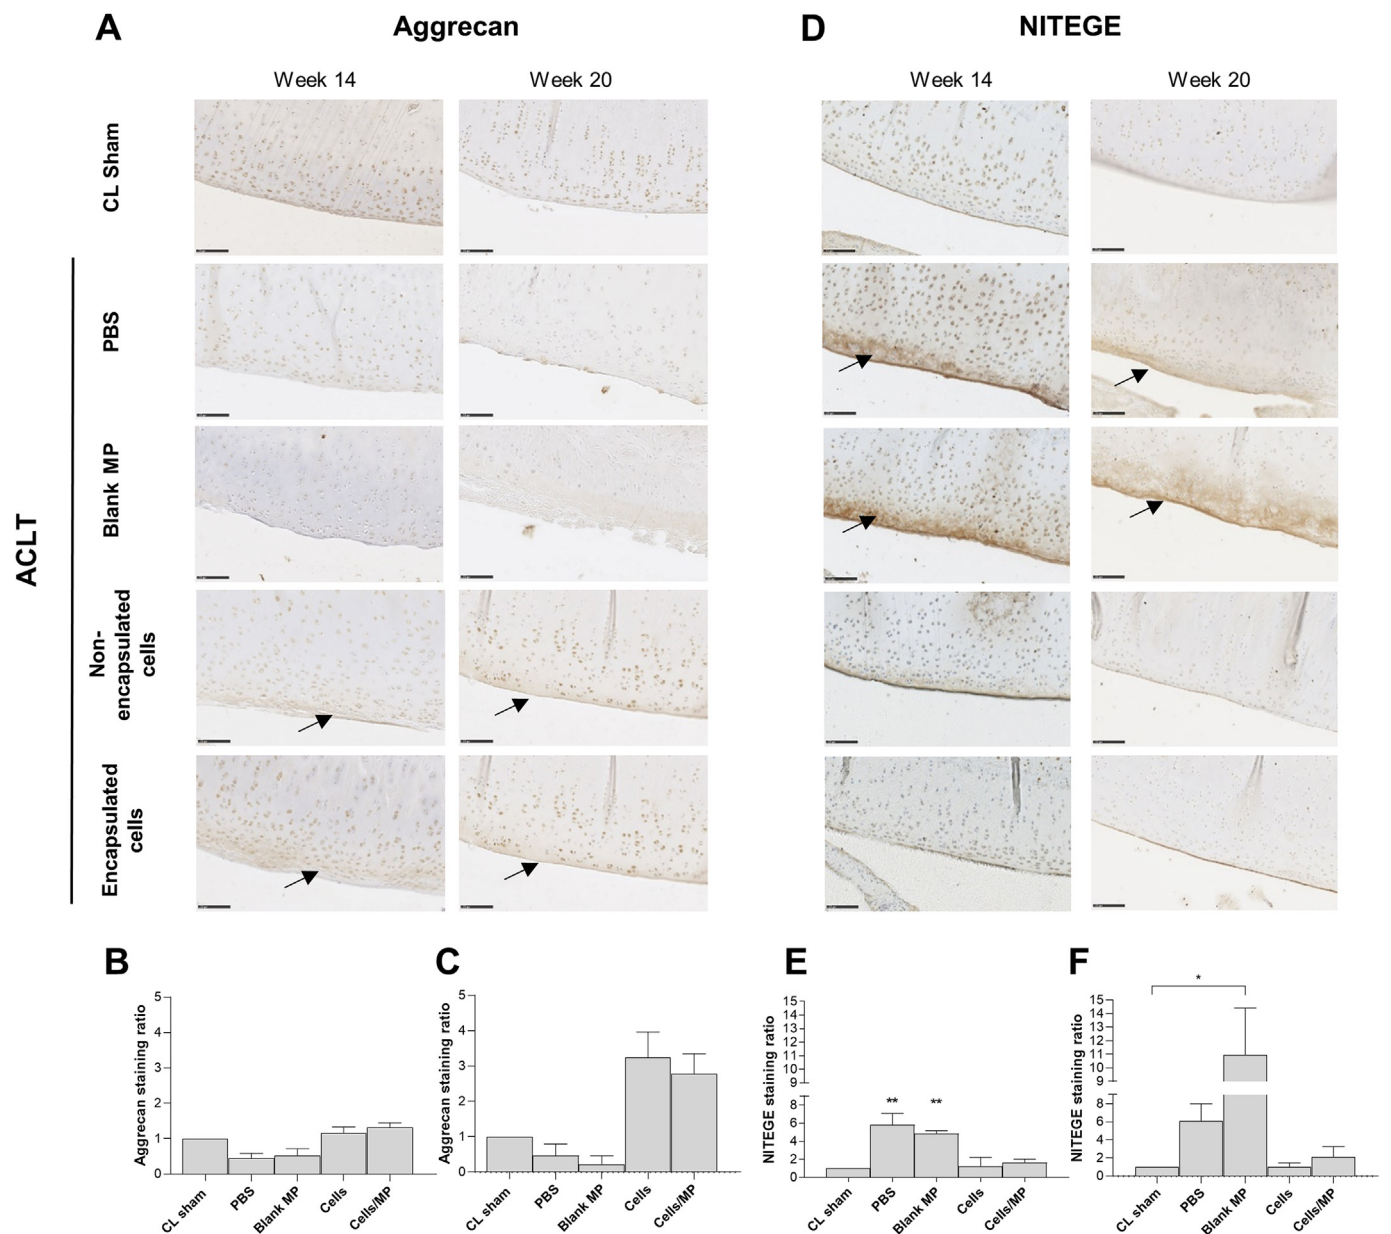 A
Aggrecan
D
NITEGE
Week 14
Week 20
Week 14
Week 20
CL Sham
ACLT
PBS
Blank MP
Non-
encapsulated
cells
Encapsulated
cells
B
Aggrecan staining ratio
5
4
3
2
1
0
CL sham
PBS
Blank MP
Cells
Cells/MP
C
Aggrecan staining ratio
5
4
3
2
1
0
CL sham
PBS
Blank MP
Cells
Cells/MP
E
NITEGE staining ratio
15
14
13
12
11
10
9
8
6
4
2
0
**
**
CL sham
PBS
Blank MP
Cells
Cells/MP
F
NITEGE staining ratio
*
15
14
13
12
11
10
9
8
6
4
2
0
CL sham
PBS
Blank MP
Cells
Cells/MP